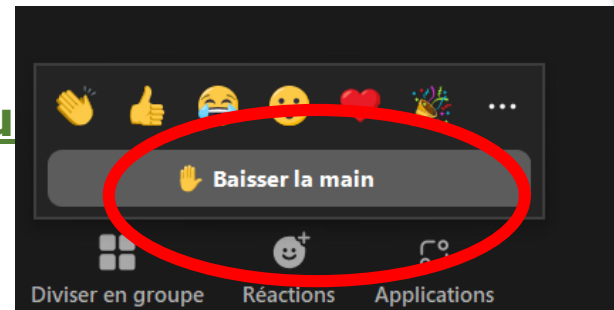 u
Baisser la main
Diviser en groupe Réactions Applications